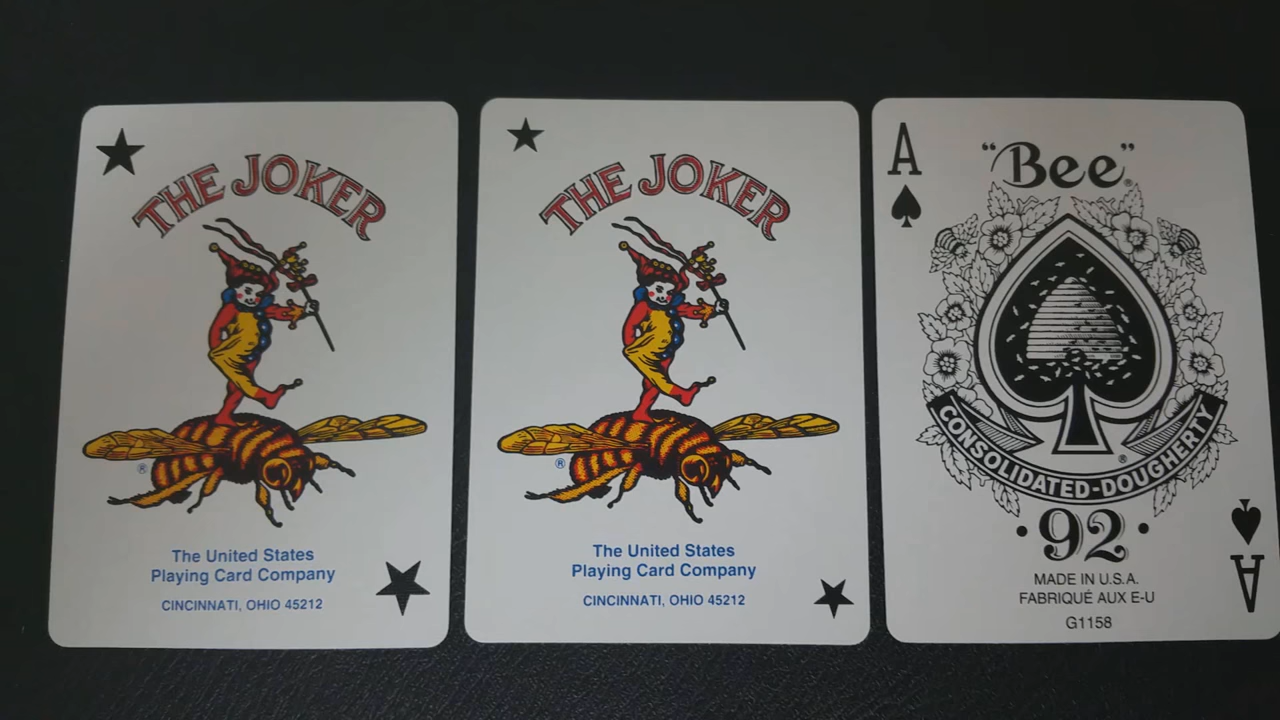 THE JOKER
®
The United States
Playing Card Company
CINCINNATI, OHIO 45212
THE JOKER
®
The United States
Playing Card Company
CINCINNATI, OHIO 45212
A
"Bee"®
CONSOLIDATED-DOUGHERTY
®
•92•
MADE IN U.S.A.
FABRIQUÉ AUX E-U
G1158
A